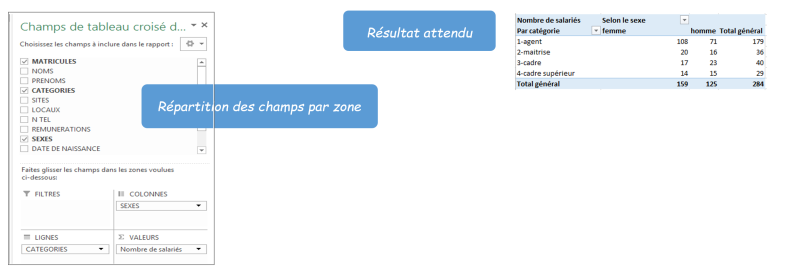 Champs de tableau croisé d...
Choisissez les champs à inclure dans le rapport :
MATRICULES
NOMS
PRENOMS
CATEGORIES
SITES
LOCAUX
N TEL
REMUNERATIONS
SEXES
DATE DE NAISSANCE
Faites glisser les champs dans les zones voulues
ci-dessous:
FILTRES
COLONNES
SEXES
LIGNES
CATEGORIES
Σ VALEURS
Nombre de salariés
Répartition des champs par zone
Résultat attendu
Nombre de salariés Selon le sexe
Par catégorie femme homme Total général
1-agent 108 71 179
2-maitrise 20 16 36
3-cadre 17 23 40
4-cadre supérieur 14 15 29
Total général 159 125 284